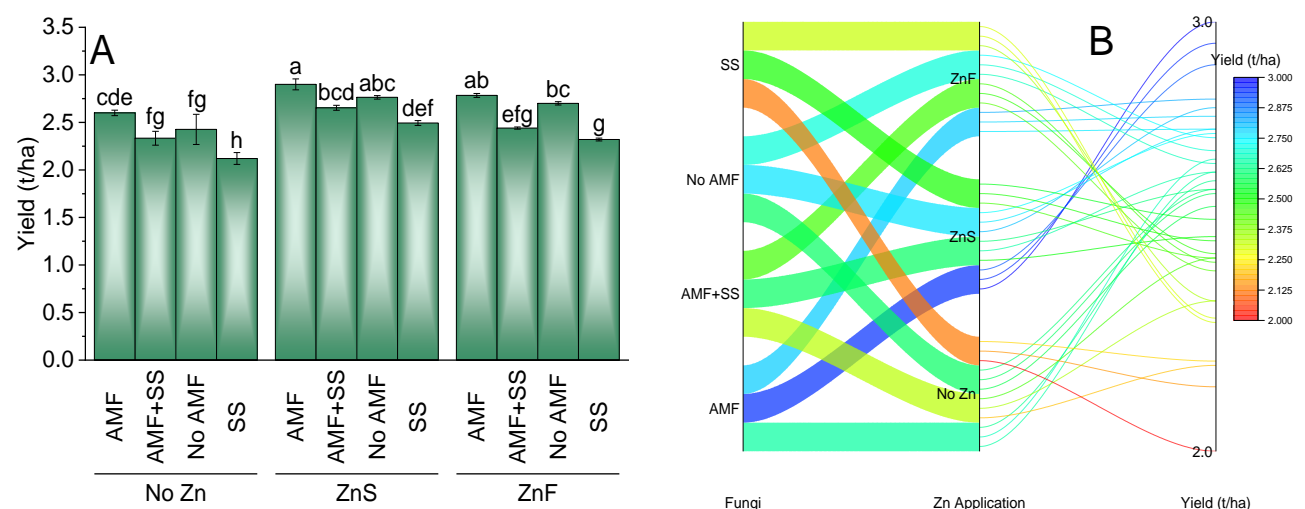 A
Yield (t/ha)
3.5
3.0
2.5
2.0
1.5
1.0
0.5
0.0
cde
fg
fg
h
a
bcd
abc
def
ab
efg
bc
g
AMF
AMF+SS
No AMF
SS
AMF
AMF+SS
No AMF
SS
AMF
AMF+SS
No AMF
SS
No Zn
ZnS
ZnF
B
SS
No AMF
AMF+SS
AMF
ZnF
ZnS
No Zn
3.0
2.0
Fungi
Zn Application
Yield (t/ha)
Yield (t/ha)
3.000
2.875
2.750
2.625
2.500
2.375
2.250
2.125
2.000